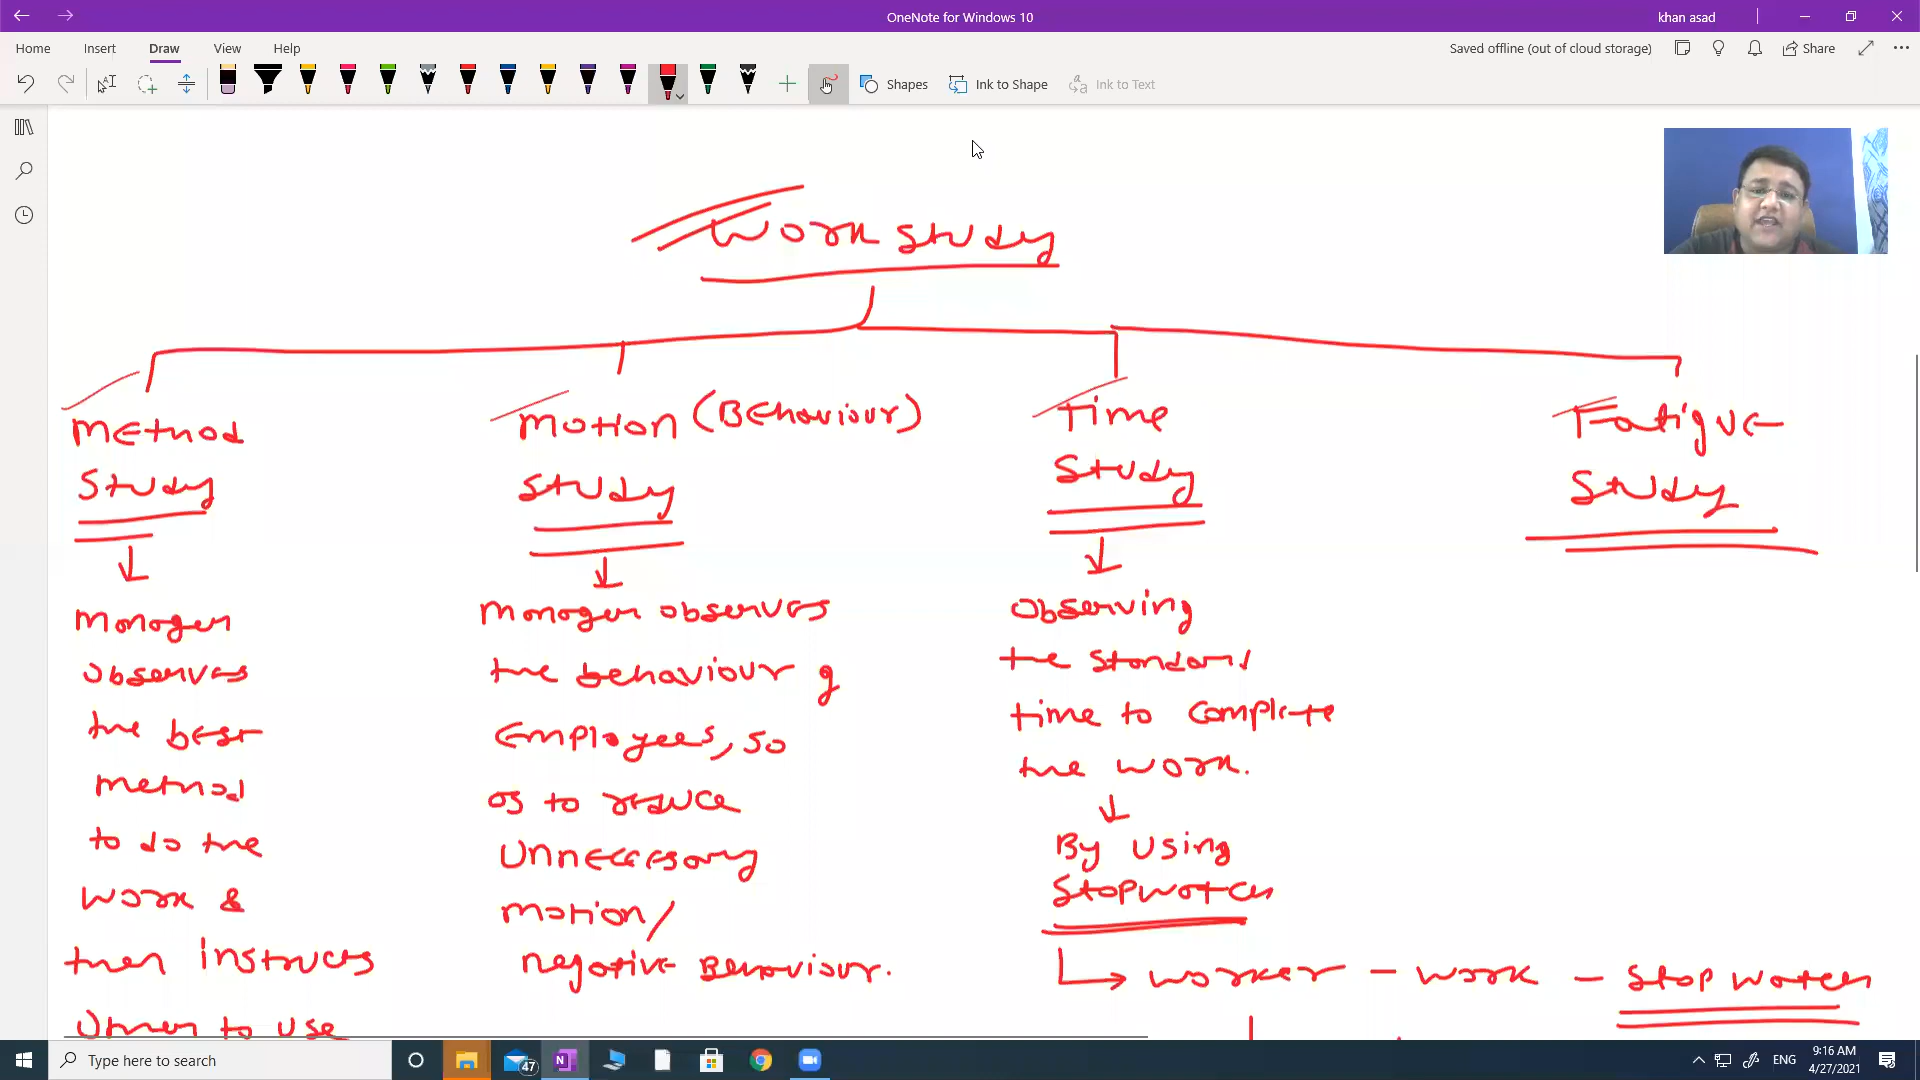 OneNote for Windows 10
khan asad
Home
Insert
Draw
View
Help
Saved offline (out of cloud storage)
Share
Shapes
Ink to Shape
Ink to Text
Work study
Method
Study
Manager
observes
the best
method
to do the
work &
then instructs
other to use
Motion (Behaviour)
study
Manager observes
the behaviour of
Employees, so
as to reduce
Unnecessary
motion/
negative Behaviour.
Time
Study
Observing
the standard
time to complete
the work.
By Using
Stopwatch
Worker - work - Stop Watch
Fatigue
Study
Type here to search
47
ENG
9:16 AM
4/27/2021